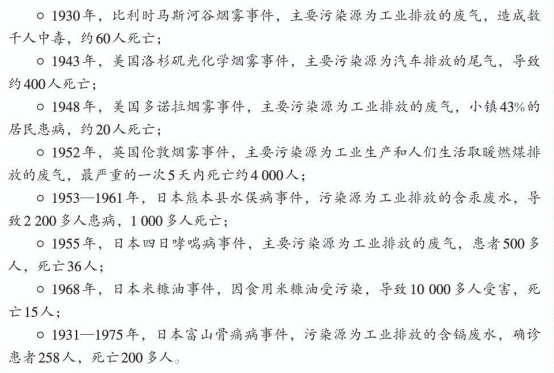 ○ 1930年，比利时马斯河谷烟雾事件，主要污染源为工业排放的废气，造成数
千人中毒，约60人死亡；
○ 1943年，美国洛杉矶光化学烟雾事件，主要污染源为汽车排放的尾气，导致
约400人死亡；
○ 1948年，美国多诺拉烟雾事件，主要污染源为工业排放的废气，小镇43%的
居民患病，约20人死亡；
○ 1952年，英国伦敦烟雾事件，主要污染源为工业生产和人们生活取暖燃煤排
放的废气，最严重的一次5天内死亡约4 000人；
○ 1953—1961年，日本熊本县水俣病事件，污染源为工业排放的含汞废水，导
致2 200多人患病，1 000多人死亡；
○ 1955年，日本四日哮喘病事件，主要污染源为工业排放的废气，患者500多
人，死亡36人；
○ 1968年，日本米糠油事件，因食用米糠油受污染，导致10 000多人受害，死
亡15人；
○ 1931—1975年，日本富山骨痛病事件，污染源为工业排放的含镉废水，确诊
患者258人，死亡200多人。